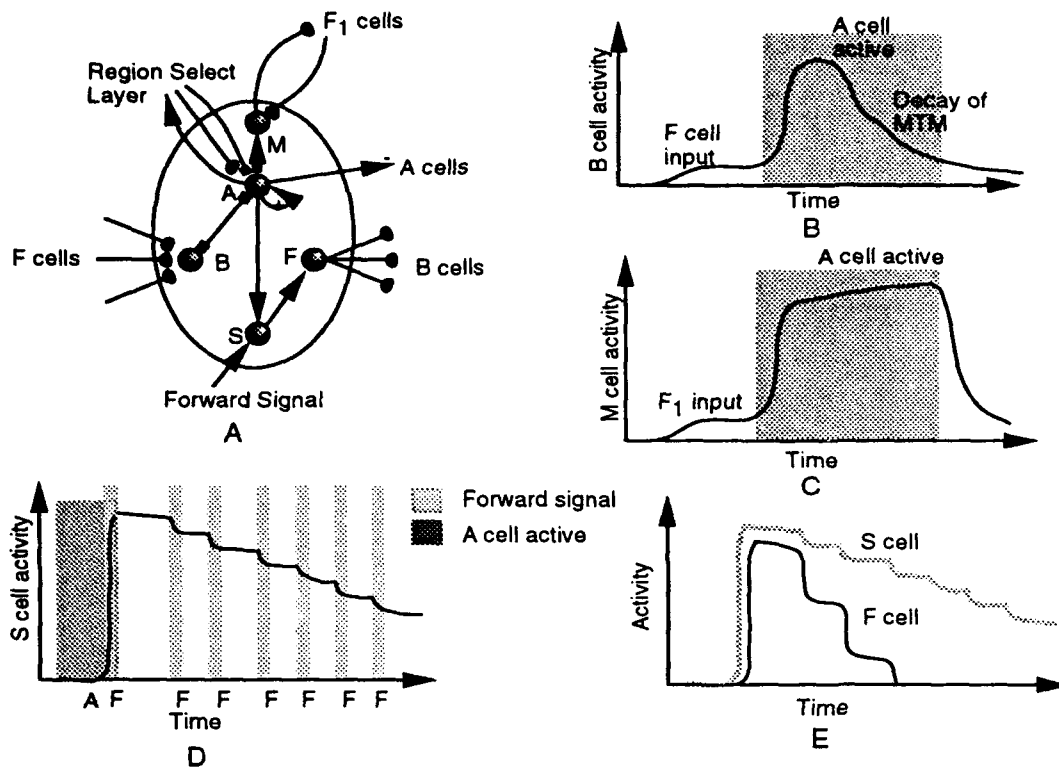 F1 cells
Region Select
Layer
M
A
A cells
F cells
B
F
B cells
S
Forward Signal
A
B cell activity
A cell
active
F cell
input
Decay of
MTM
Time
B
M cell activity
A cell active
F1 input
Time
C
S cell activity
A F F F F F F F
Time
D
Forward signal
A cell active
Activity
S cell
F cell
Time
E